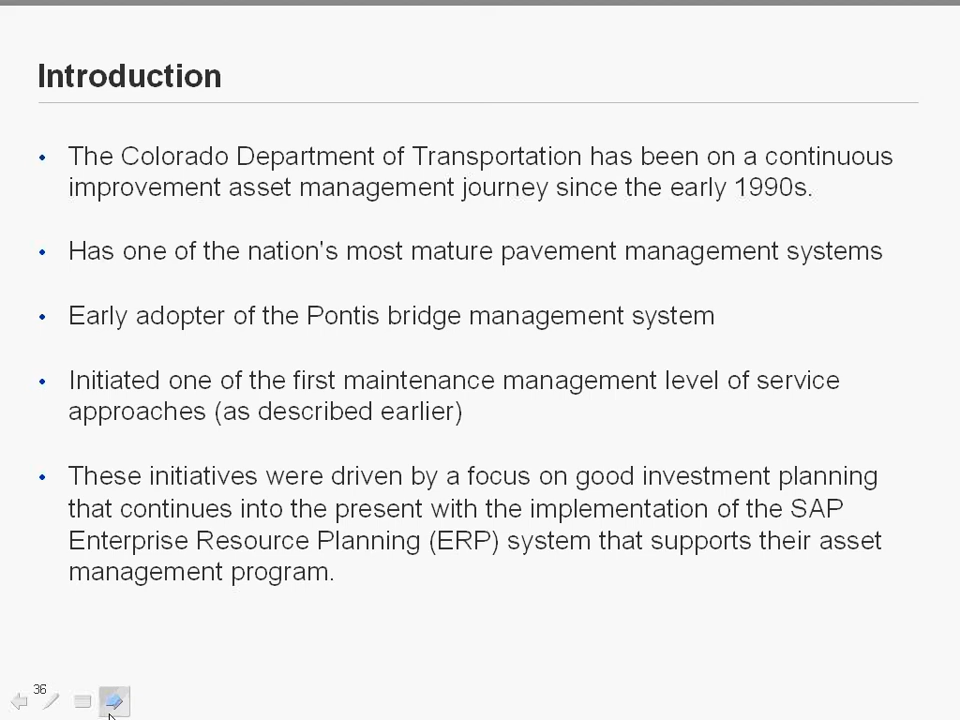 Introduction
• The Colorado Department of Transportation has been on a continuous
improvement asset management journey since the early 1990s.
• Has one of the nation's most mature pavement management systems
• Early adopter of the Pontis bridge management system
• Initiated one of the first maintenance management level of service
approaches (as described earlier)
• These initiatives were driven by a focus on good investment planning
that continues into the present with the implementation of the SAP
Enterprise Resource Planning (ERP) system that supports their asset
management program.
36